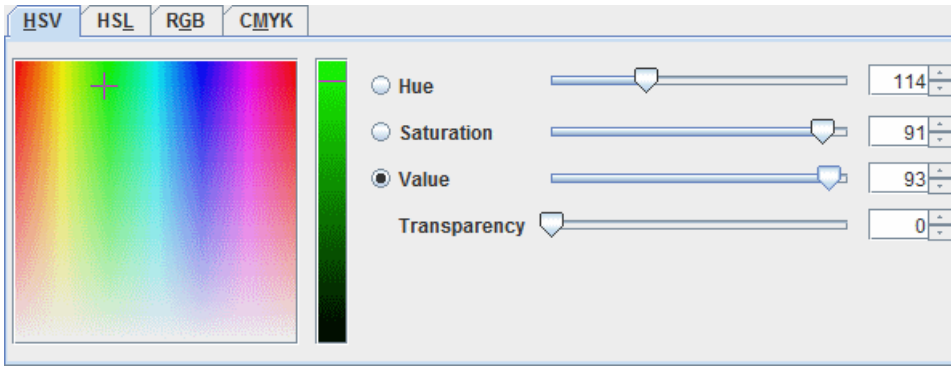 HSV HSL RGB CMYK
Hue 114
Saturation 91
Value 93
Transparency 0